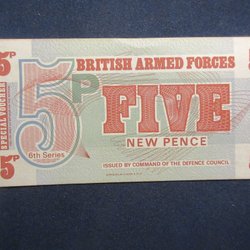 5P
BRITISH ARMED FORCES
5P
SPECIAL VOUCHER
5P
6th Series
FIVE
NEW PENCE
ISSUED BY COMMAND OF THE DEFENCE COUNCIL